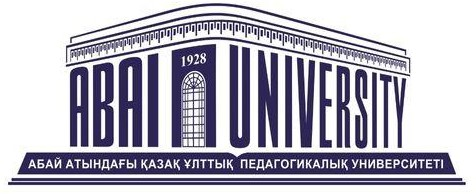 1928
ABAI UNIVERSITY
АБАЙ АТЫНДАҒЫ ҚАЗАҚ ҰЛТТЫҚ ПЕДАГОГИКАЛЫҚ УНИВЕРСИТЕТІ